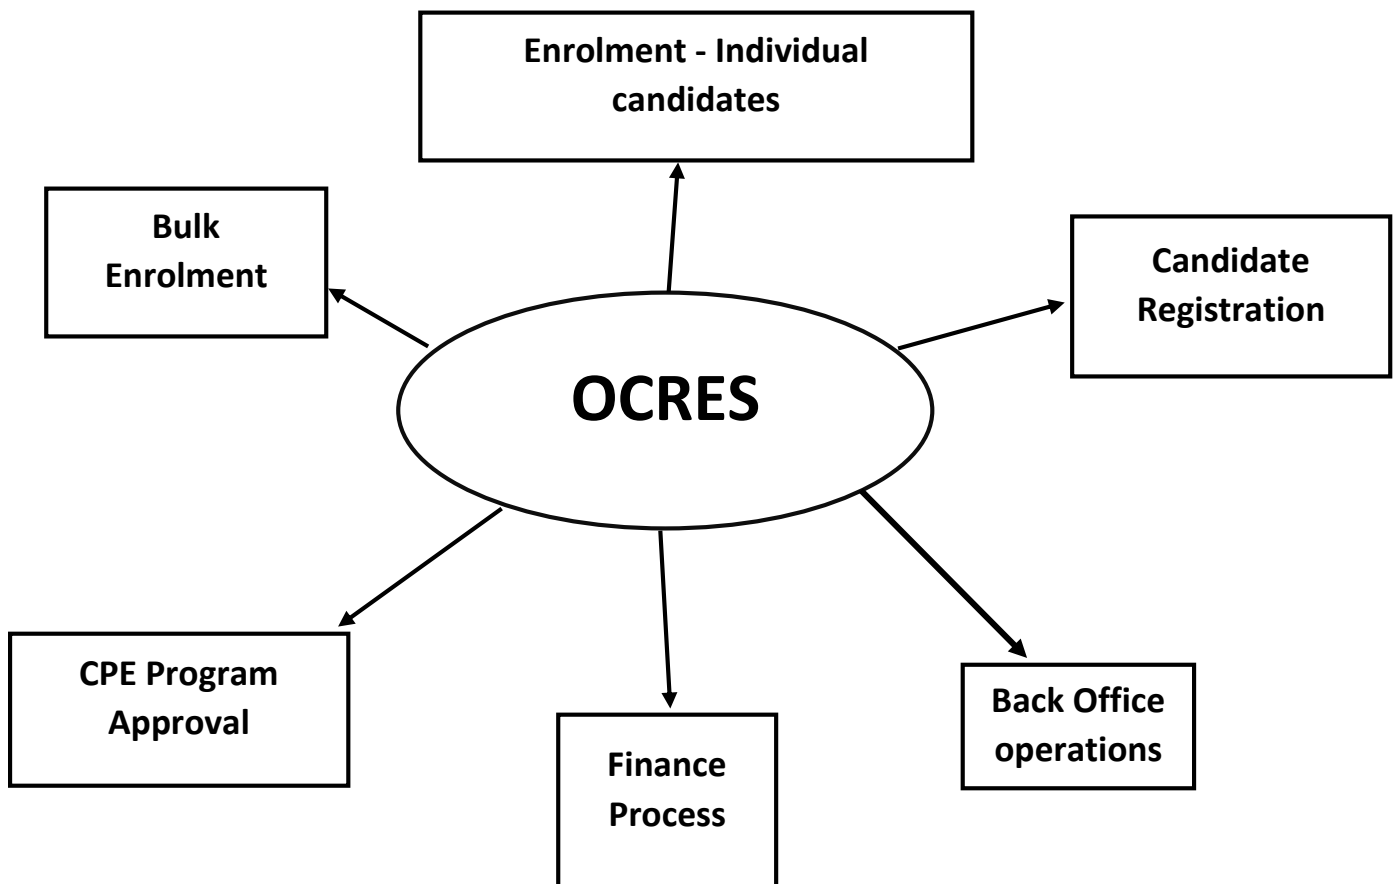 Enrolment - Individual
candidates
Bulk
Enrolment
Candidate
Registration
OCRES
CPE Program
Approval
Back Office
operations
Finance
Process